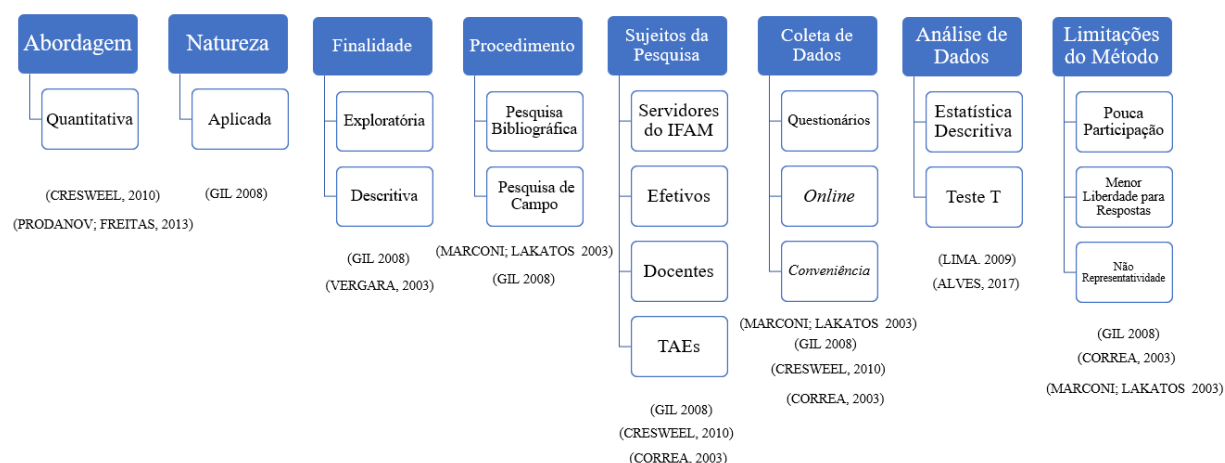 Abordagem
Quantitativa
(CRESWEEL, 2010)
(PRODANOV; FREITAS, 2013)
Natureza
Aplicada
(GIL 2008)
Finalidade
Exploratória
Descritiva
(GIL 2008)
(VERGARA, 2003)
Procedimento
Pesquisa
Bibliográfica
Pesquisa de
Campo
(MARCONI; LAKATOS 2003)
(GIL 2008)
Sujeitos da
Pesquisa
Servidores
do IFAM
Efetivos
Docentes
TAEs
(GIL 2008)
(CRESWEEL, 2010)
(CORREA, 2003)
Coleta de
Dados
Questionários
Online
Conveniência
(MARCONI; LAKATOS 2003)
(GIL 2008)
(CRESWEEL, 2010)
(CORREA, 2003)
Análise de
Dados
Estatística
Descritiva
Teste T
(LIMA. 2009)
(ALVES, 2017)
Limitações
do Método
Pouca
Participação
Menor
Liberdade para
Respostas
Não
Representatividade
(GIL 2008)
(CORREA, 2003)
(MARCONI; LAKATOS 2003)